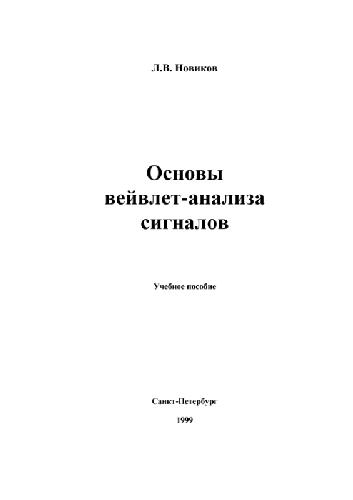 Л.В. Новиков
Основы
вейвлет-анализа
сигналов
Учебное пособие
Санкт-Петербург
1999